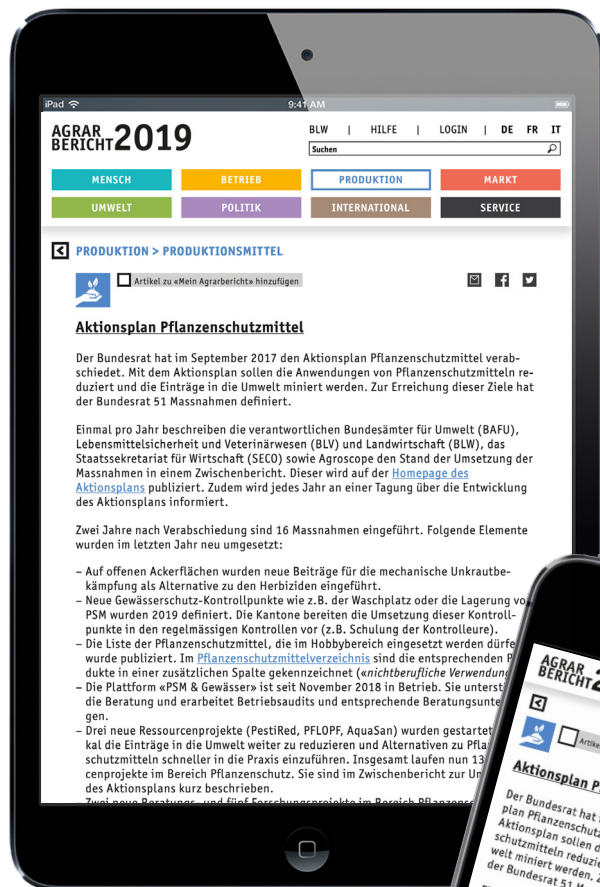 iPad
9:41 AM
AGRAR
BERICHT 2019
BLW | HILFE | LOGIN | DE FR IT
Suchen
MENSCH BETRIEB PRODUKTION MARKT
UMWELT POLITIK INTERNATIONAL SERVICE
PRODUKTION > PRODUKTIONSMITTEL
Artikel zu «Mein Agrarbericht» hinzufügen
Aktionsplan Pflanzenschutzmittel
Der Bundesrat hat im September 2017 den Aktionsplan Pflanzenschutzmittel verab-
schiedet. Mit dem Aktionsplan sollen die Anwendungen von Pflanzenschutzmitteln re-
duziert und die Einträge in die Umwelt miniert werden. Zur Erreichung dieser Ziele hat
der Bundesrat 51 Massnahmen definiert.
Einmal pro Jahr beschreiben die verantwortlichen Bundesämter für Umwelt (BAFU),
Lebensmittelsicherheit und Veterinärwesen (BLV) und Landwirtschaft (BLW), das
Staatssekretariat für Wirtschaft (SECO) sowie Agroscope den Stand der Umsetzung der
Massnahmen in einem Zwischenbericht. Dieser wird auf der Homepage des
Aktionsplans publiziert. Zudem wird jedes Jahr an einer Tagung über die Entwicklung
des Aktionsplans informiert.
Zwei Jahre nach Verabschiedung sind 16 Massnahmen eingeführt. Folgende Elemente
wurden im letzten Jahr neu umgesetzt:
– Auf offenen Ackerflächen wurden neue Beiträge für die mechanische Unkrautbe-
kämpfung als Alternative zu den Herbiziden eingeführt.
– Neue Gewässerschutz-Kontrollpunkte wie z.B. der Waschplatz oder die Lagerung vo
PSM wurden 2019 definiert. Die Kantone bereiten die Umsetzung dieser Kontroll-
punkte in den regelmässigen Kontrollen vor (z.B. Schulung der Kontrolleure).
– Die Liste der Pflanzenschutzmittel, die im Hobbybereich eingesetzt werden dürfe
wurde publiziert. Im Pflanzenschutzmittelverzeichnis sind die entsprechenden P
dukte in einer zusätzlichen Spalte gekennzeichnet («nichtberufliche Verwendung
– Die Plattform «PSM & Gewässer» ist seit November 2018 in Betrieb. Sie unterst
die Beratung und erarbeitet Betriebsaudits und entsprechende Beratungsunte
gen.
– Drei neue Ressourcenprojekte (PestiRed, PFLOPF, AquaSan) wurden gestartet
kal die Einträge in die Umwelt weiter zu reduzieren und Alternativen zu Pfla
schutzmitteln schneller in die Praxis einzuführen. Insgesamt laufen nun 13
cenprojekte im Bereich Pflanzenschutz. Sie sind im Zwischenbericht zur Um
des Aktionsplans kurz beschrieben.
– Zwei neue Beratungs- und fünf Forschungsprojekte im Bereich Pflanzensc
AGRAR
BERICHT 2
Artike
Aktionsplan P
Der Bundesrat hat
plan Pflanzenschutz
Aktionsplan sollen d
schutzmitteln reduzie
welt miniert werden. Z
der Bundesrat 51 M